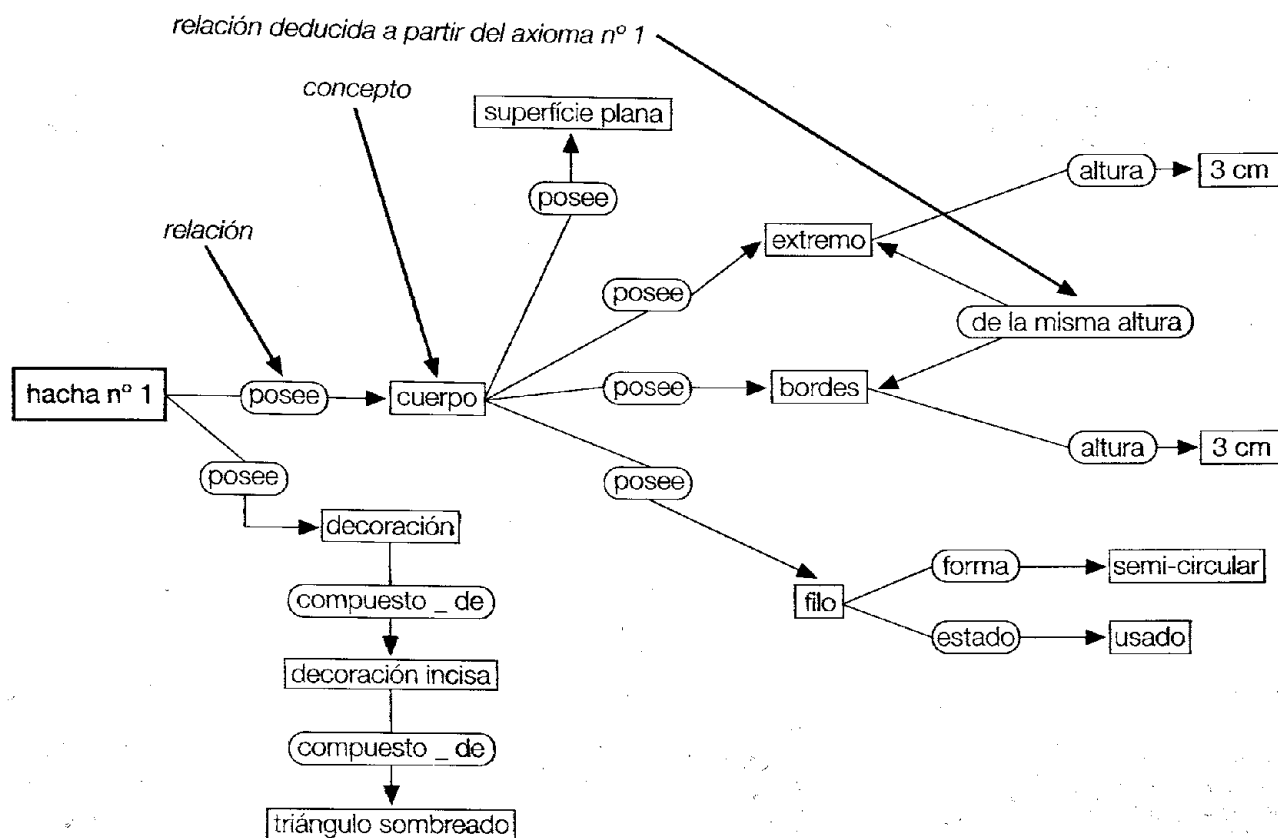 relación deducida a partir del axioma nº 1
concepto
superfície plana
altura
3 cm
posee
relación
extremo
posee
de la misma altura
hacha nº 1
posee
cuerpo
posee
bordes
altura
3 cm
posee
posee
decoración
forma
semi-circular
compuesto _ de
filo
estado
usado
decoración incisa
compuesto _ de
triángulo sombreado